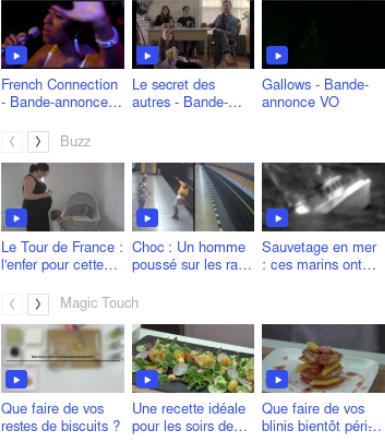 French Connection
- Bande-annonce...
Le secret des
autres - Bande-...
Gallows - Bande-
annonce VO
Buzz
Le Tour de France :
l'enfer pour cette...
Choc : Un homme
poussé sur les ra...
Sauvetage en mer
: ces marins ont...
Magic Touch
Que faire de vos
restes de biscuits ?
Une recette idéale
pour les soirs de...
Que faire de vos
blinis bientôt péri...